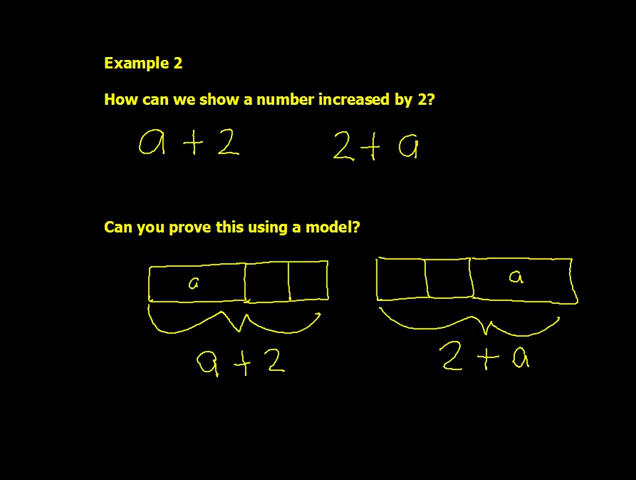 Example 2
How can we show a number increased by 2?
a + 2 2 + a
Can you prove this using a model?
a a
a + 2 2 + a